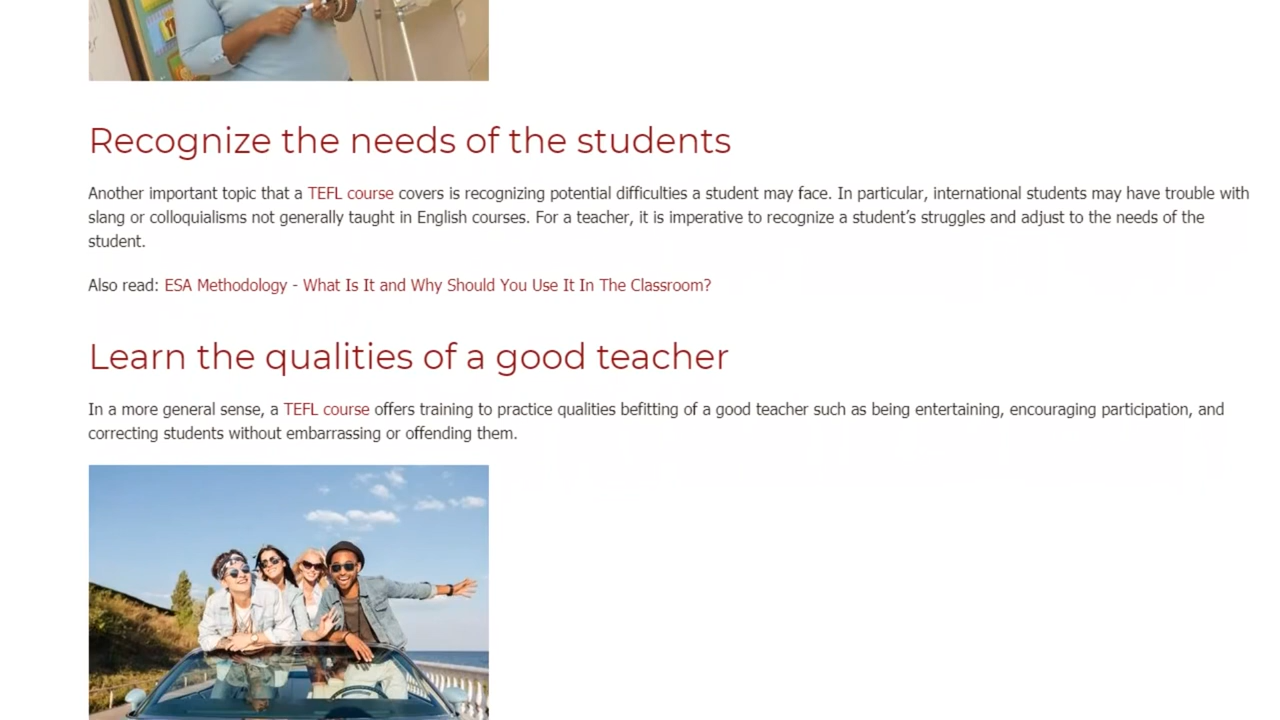 Recognize the needs of the students
Another important topic that a TEFL course covers is recognizing potential difficulties a student may face. In particular, international students may have trouble with
slang or colloquialisms not generally taught in English courses. For a teacher, it is imperative to recognize a student’s struggles and adjust to the needs of the
student.
Also read: ESA Methodology - What Is It and Why Should You Use It In The Classroom?
Learn the qualities of a good teacher
In a more general sense, a TEFL course offers training to practice qualities befitting of a good teacher such as being entertaining, encouraging participation, and
correcting students without embarrassing or offending them.